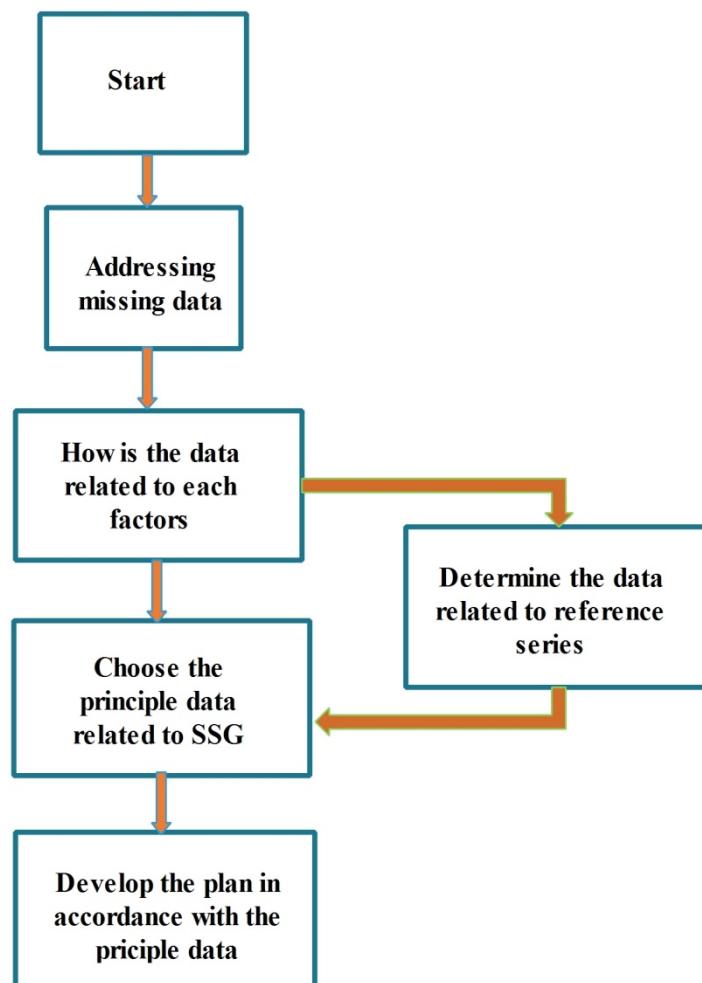 Start
Addressing
missing data
How is the data
related to each
factors
Determine the data
related to reference
series
Choose the
principle data
related to SSG
Develop the plan in
accordance with the
priciple data